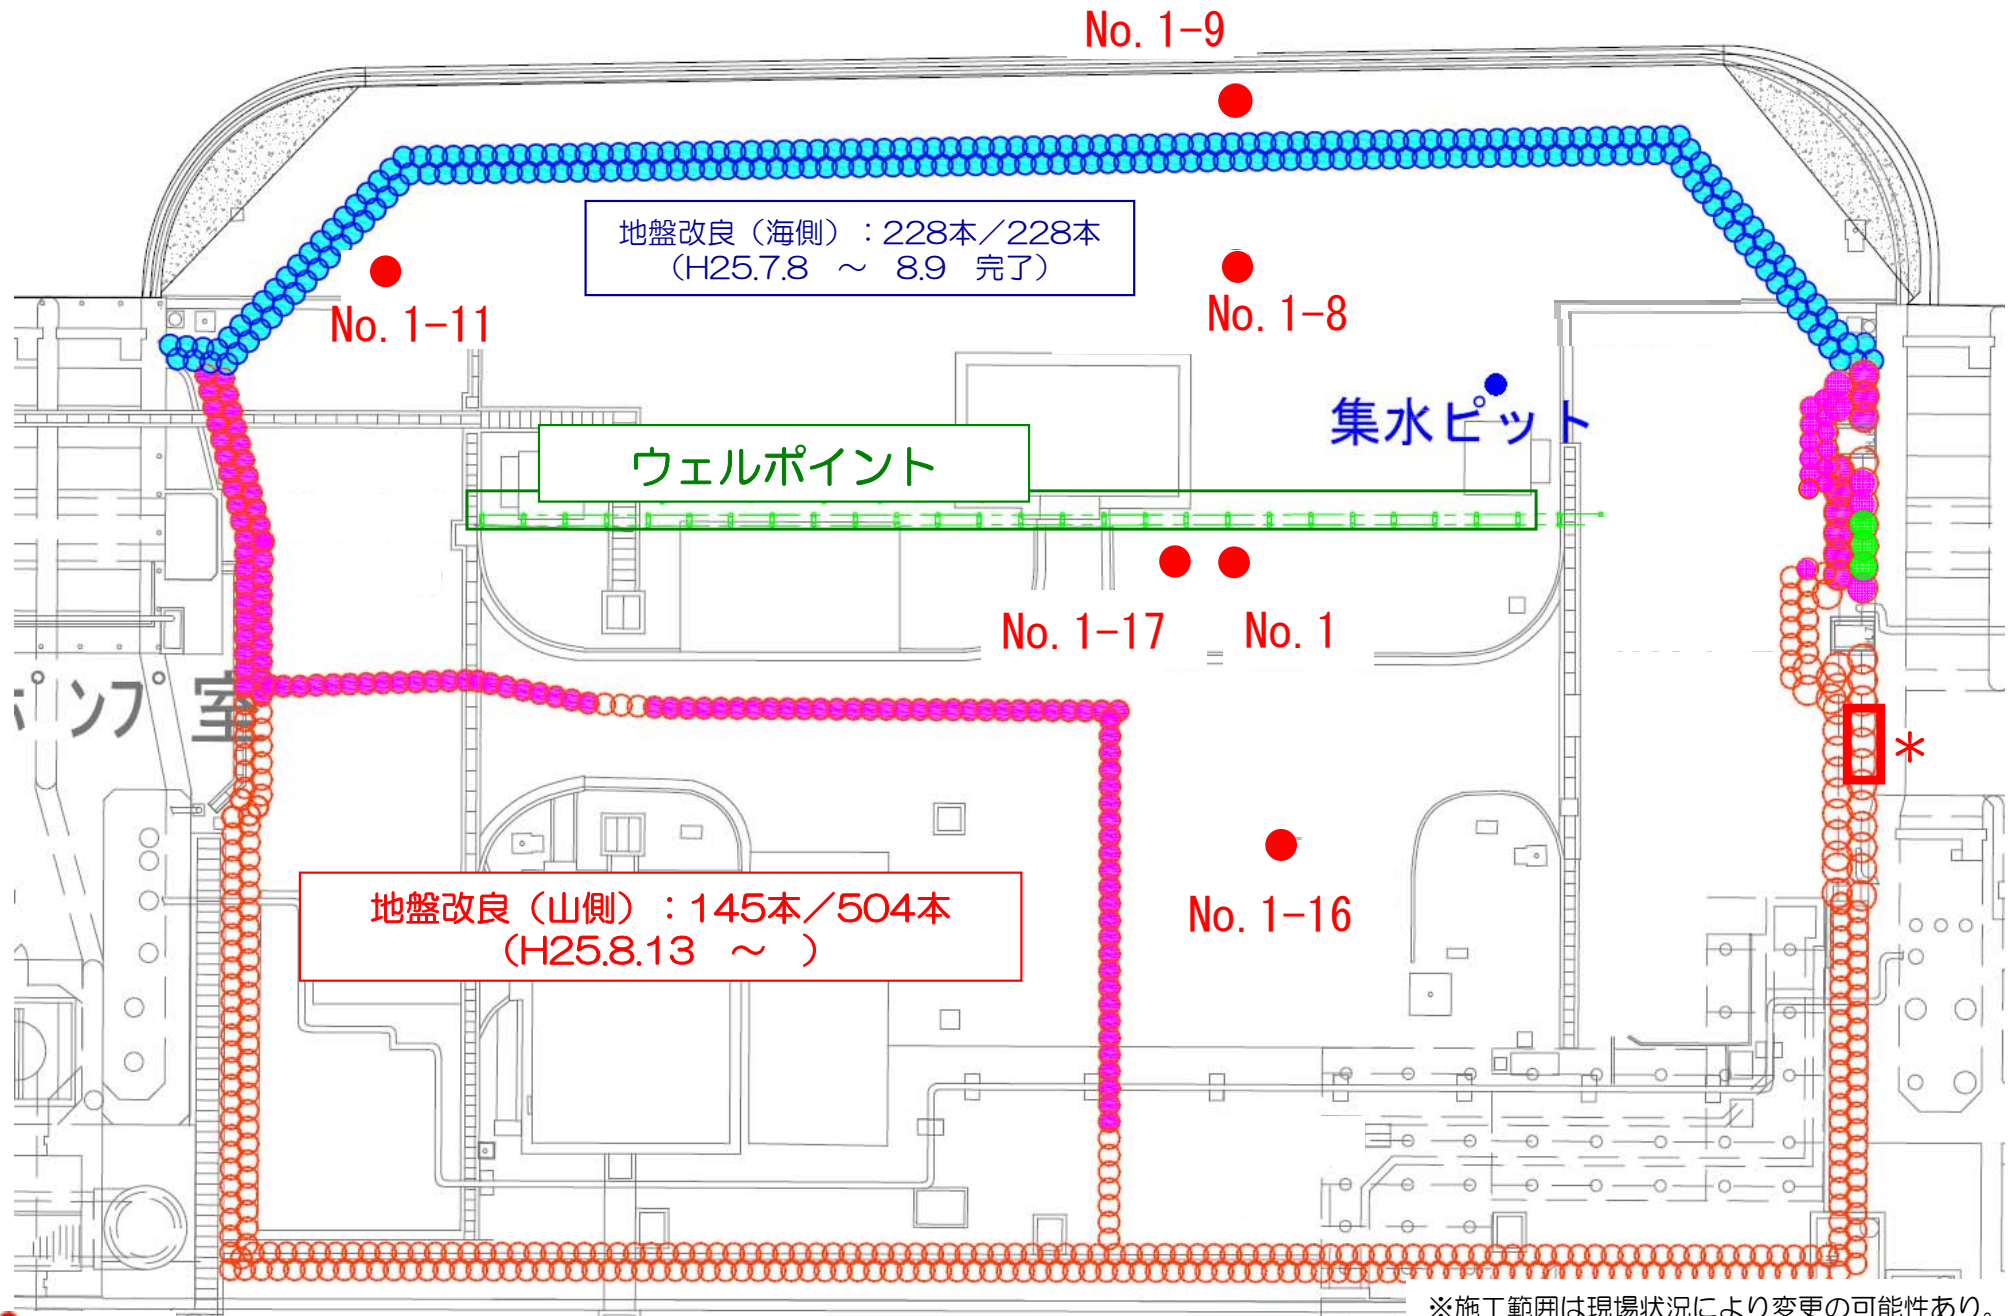 No. 1-9
地盤改良（海側）：228本／228本
（H25.7.8　～　8.9　完了）
No. 1-11
No. 1-8
集水ピット
ウェルポイント
No. 1-17
No. 1
ポンプ室
＊
地盤改良（山側）：145本／504本
（H25.8.13　～　）
No. 1-16
※施工範囲は現場状況により変更の可能性あり。